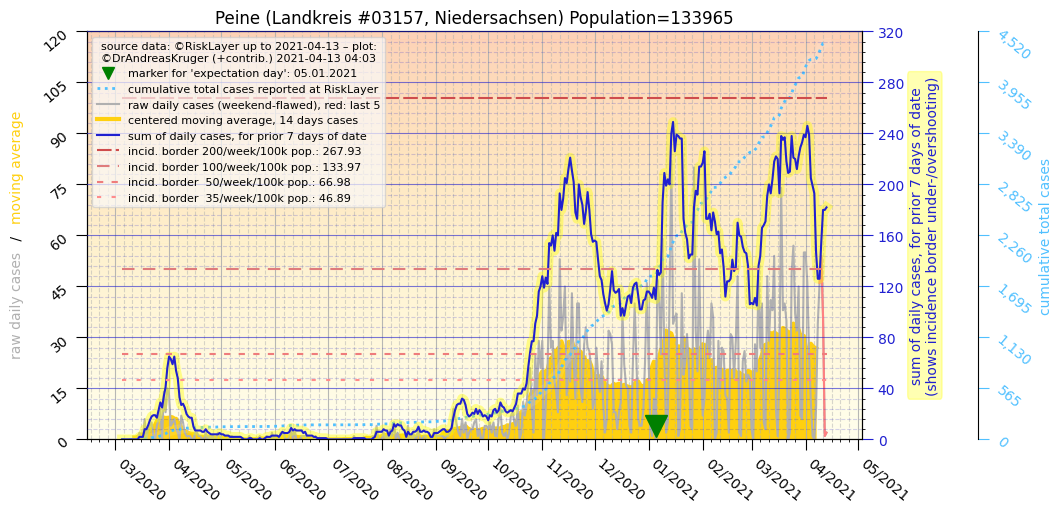 Peine (Landkreis #03157, Niedersachsen) Population=133965
source data: ©RiskLayer up to 2021-04-13 – plot:
©DrAndreasKruger (+contrib.) 2021-04-13 04:03
marker for 'expectation day': 05.01.2021
cumulative total cases reported at RiskLayer
raw daily cases (weekend-flawed), red: last 5
centered moving average, 14 days cases
sum of daily cases, for prior 7 days of date
incid. border 200/week/100k pop.: 267.93
incid. border 100/week/100k pop.: 133.97
incid. border  50/week/100k pop.: 66.98
incid. border  35/week/100k pop.: 46.89
raw daily cases  /  moving average
120
105
90
75
60
45
30
15
0
03/2020
04/2020
05/2020
06/2020
07/2020
08/2020
09/2020
10/2020
11/2020
12/2020
01/2021
02/2021
03/2021
04/2021
05/2021
320
280
240
200
160
120
80
40
0
sum of daily cases, for prior 7 days of date
(shows incidence border under-/overshooting)
4,520
3,955
3,390
2,825
2,260
1,695
1,130
565
0
cumulative total cases